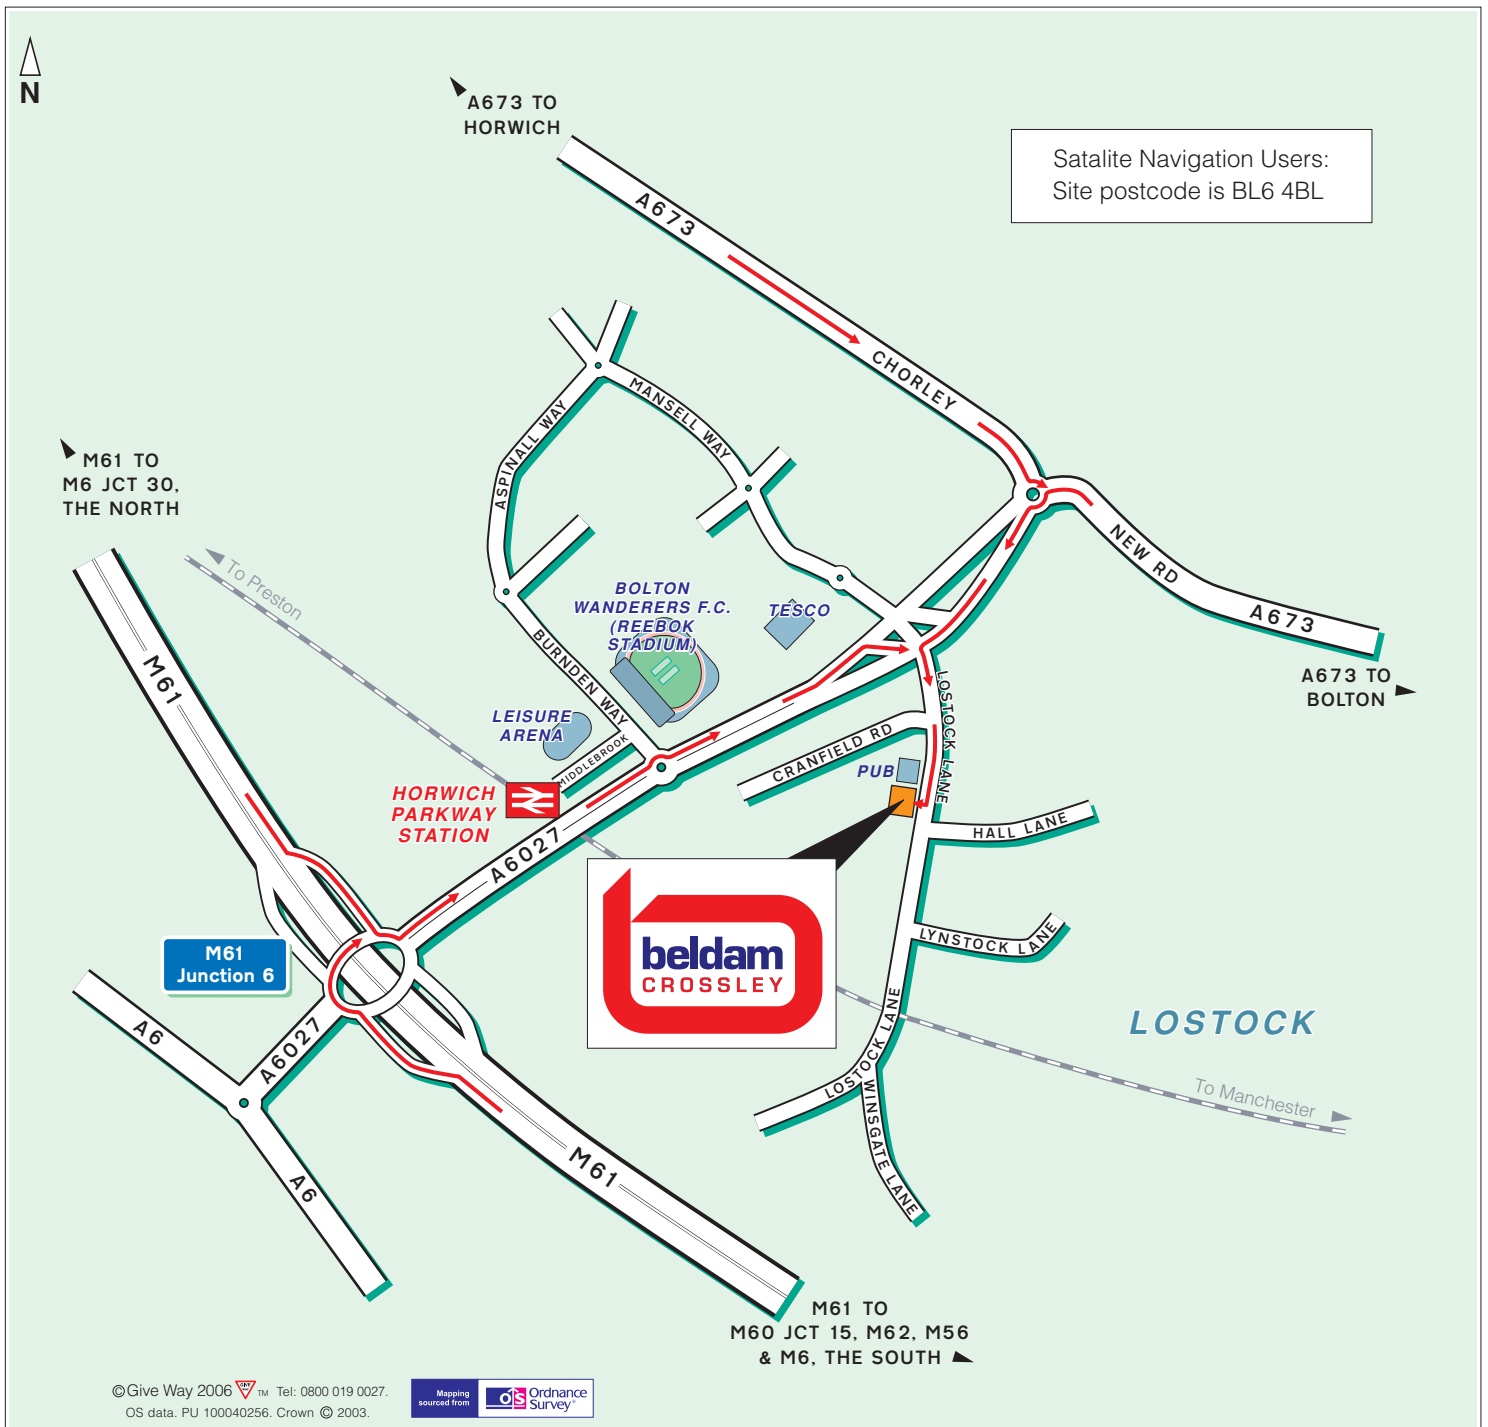 N
A673 TO
HORWICH
Satalite Navigation Users:
Site postcode is BL6 4BL
A673
CHORLEY
MANSELL WAY
ASPINALL WAY
M61 TO
M6 JCT 30,
THE NORTH
To Preston
NEW RD
A673
A673 TO
BOLTON
BOLTON
WANDERERS F.C.
(REEBOK
STADIUM)
TESCO
BURNDEN WAY
M61
LEISURE
ARENA
MIDDLEBROOK
LOSTOCK LANE
CRANFIELD RD
PUB
HORWICH
PARKWAY
STATION
A6027
HALL LANE
beldam
CROSSLEY
LYNSTOCK LANE
M61
Junction 6
A6
A6027
LOSTOCK LANE
LOSTOCK
To Manchester
WINSGATE LANE
A6
M61
M61 TO
M60 JCT 15, M62, M56
& M6, THE SOUTH
©Give Way 2006 GIVE WAY TM Tel: 0800 019 0027.
OS data. PU 100040256. Crown © 2003.
Mapping
sourced from
OS Ordnance
Survey®